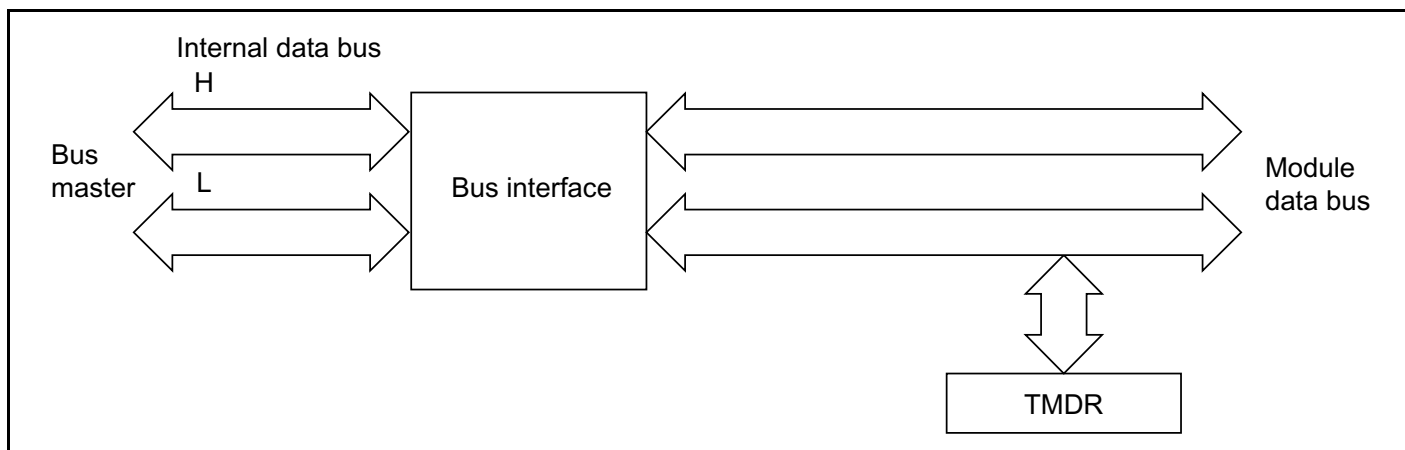 Internal data bus
H
Bus
master
L
Bus interface
Module
data bus
TMDR